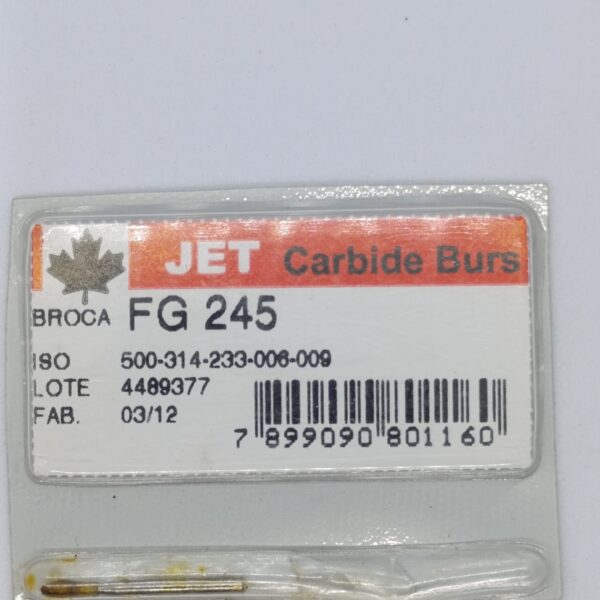 JET Carbide Burs
BROCA FG 245
ISO 500-314-233-006-009
LOTE 4489377
FAB. 03/12
7 899090 801160